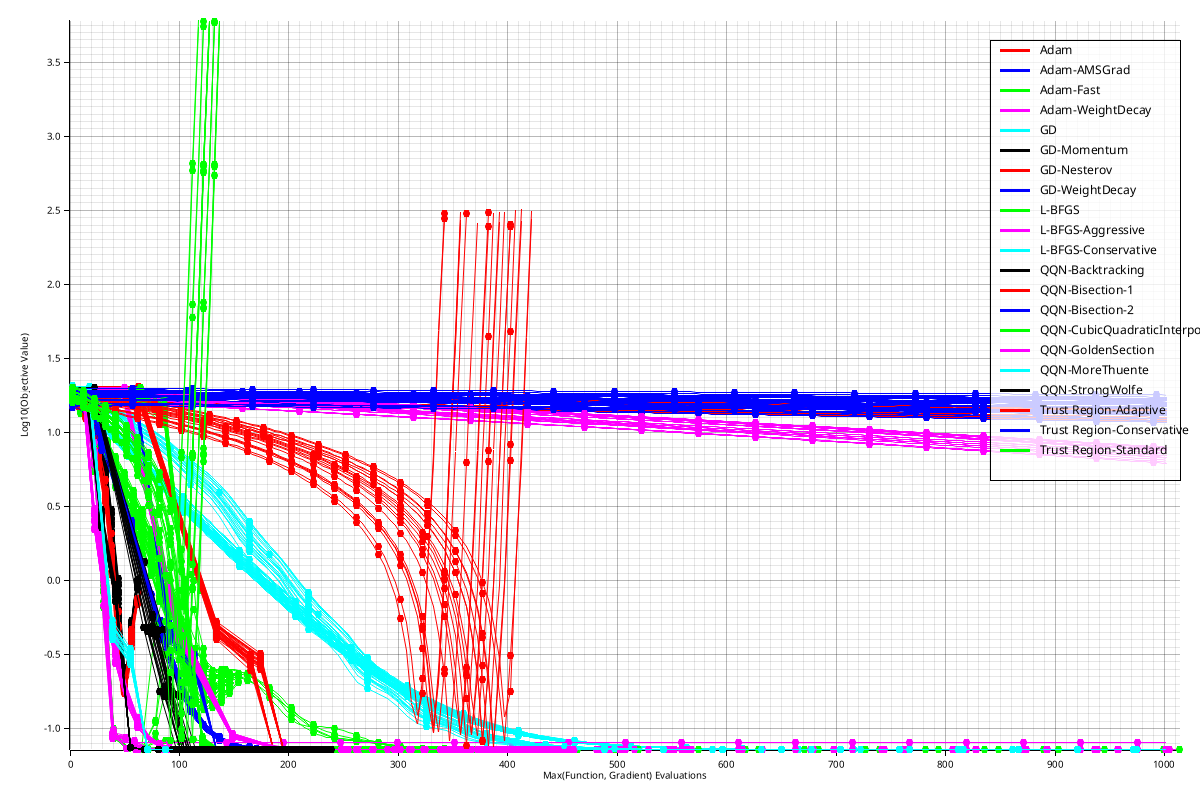 3.5
3.0
2.5
2.0
1.5
1.0
0.5
0.0
-0.5
-1.0
Log10(Objective Value)
0
100
200
300
400
500
600
700
800
900
1000
Max(Function, Gradient) Evaluations
Adam
Adam-AMSGrad
Adam-Fast
Adam-WeightDecay
GD
GD-Momentum
GD-Nesterov
GD-WeightDecay
L-BFGS
L-BFGS-Aggressive
L-BFGS-Conservative
QQN-Backtracking
QQN-Bisection-1
QQN-Bisection-2
QQN-CubicQuadraticInterpo
QQN-GoldenSection
QQN-MoreThuente
QQN-StrongWolfe
Trust Region-Adaptive
Trust Region-Conservative
Trust Region-Standard